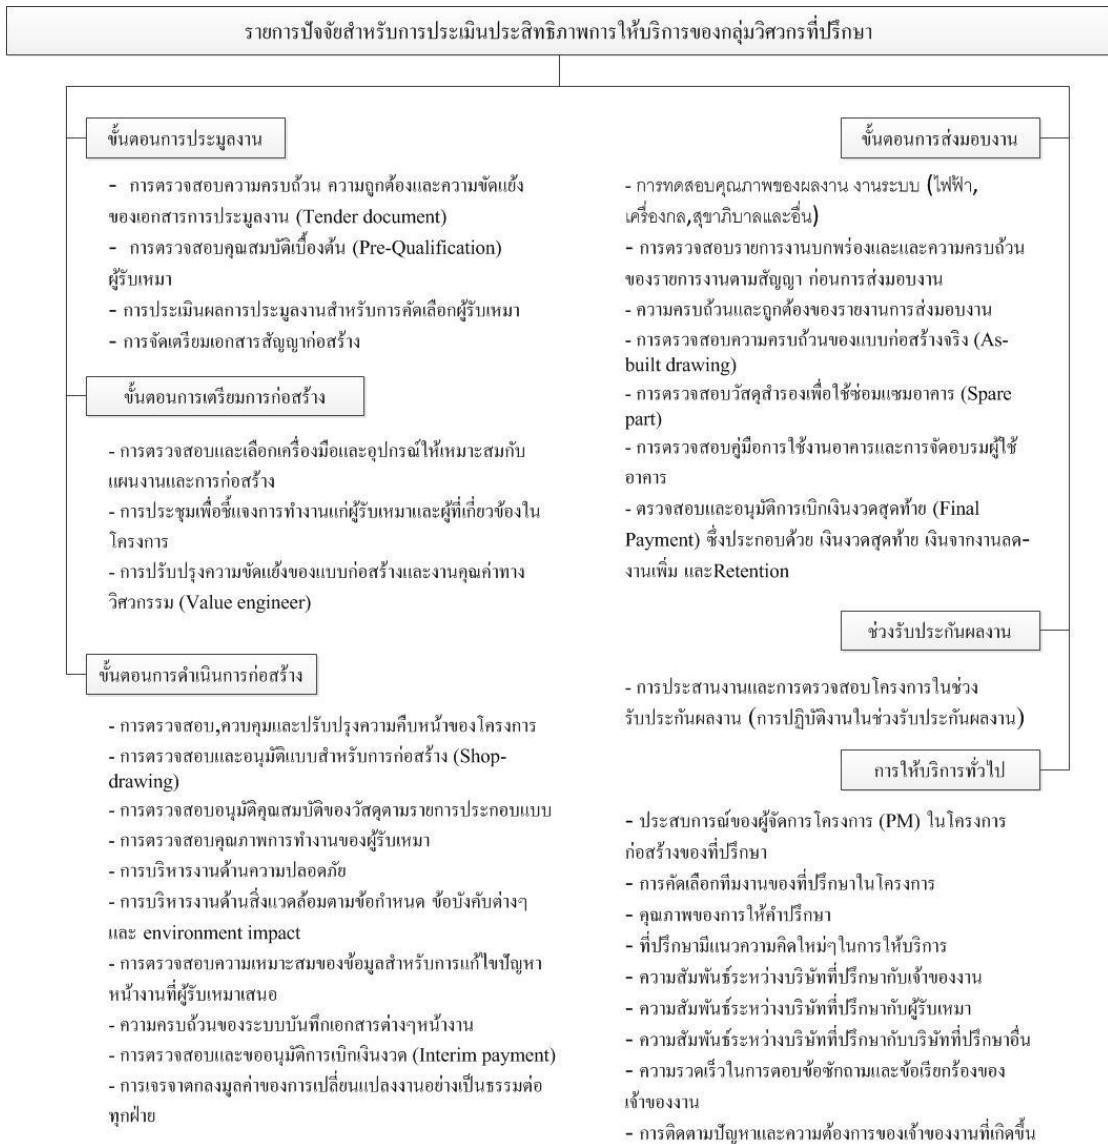 รายการปัจจัยสำหรับการประเมินประสิทธิภาพการให้บริการของกลุ่มวิศวกรที่ปรึกษา
ขั้นตอนการประมูลงาน
- การตรวจสอบความครบถ้วน ความถูกต้องและความขัดแย้ง
ของเอกสารการประมูลงาน (Tender document)
- การตรวจสอบคุณสมบัติเบื้องต้น (Pre-Qualification)
ผู้รับเหมา
- การประเมินผลการประมูลงานสำหรับการคัดเลือกผู้รับเหมา
- การจัดเตรียมเอกสารสัญญาก่อสร้าง
ขั้นตอนการเตรียมการก่อสร้าง
- การตรวจสอบและเลือกเครื่องมือและอุปกรณ์ให้เหมาะสมกับ
แผนงานและการก่อสร้าง
- การประชุมเพื่อชี้แจงการทำงานแก่ผู้รับเหมาและผู้ที่เกี่ยวข้องใน
โครงการ
- การปรับปรุงความขัดแย้งของแบบก่อสร้างและงานคุณค่าทาง
วิศวกรรม (Value engineer)
ขั้นตอนการดำเนินการก่อสร้าง
- การตรวจสอบ,ควบคุมและปรับปรุงความคืบหน้าของโครงการ
- การตรวจสอบและอนุมัติแบบสำหรับการก่อสร้าง (Shop-
drawing)
- การตรวจสอบอนุมัติคุณสมบัติของวัสดุตามรายการประกอบแบบ
- การตรวจสอบคุณภาพการทำงานของผู้รับเหมา
- การบริหารงานด้านความปลอดภัย
- การบริหารงานด้านสิ่งแวดล้อมตามข้อกำหนด ข้อบังคับต่างๆ
และ environment impact
- การตรวจสอบความเหมาะสมของข้อมูลสำหรับการแก้ไขปัญหา
หน้างานที่ผู้รับเหมาเสนอ
- ความครบถ้วนของระบบบันทึกเอกสารต่างๆหน้างาน
- การตรวจสอบและขออนุมัติการเบิกเงินงวด (Interim payment)
- การเจรจาตกลงมูลค่าของการเปลี่ยนแปลงงานอย่างเป็นธรรมต่อ
ทุกฝ่าย
ขั้นตอนการส่งมอบงาน
- การทดสอบคุณภาพของผลงาน งานระบบ (ไฟฟ้า,
เครื่องกล,สุขาภิบาลและอื่น)
- การตรวจสอบรายการงานบกพร่องและและความครบถ้วน
ของรายการงานตามสัญญา ก่อนการส่งมอบงาน
- ความครบถ้วนและถูกต้องของรายงานการส่งมอบงาน
- การตรวจสอบความครบถ้วนของแบบก่อสร้างจริง (As-
built drawing)
- การตรวจสอบวัสดุสำรองเพื่อใช้ซ่อมแซมอาคาร (Spare
part)
- การตรวจสอบคู่มือการใช้งานอาคารและการจัดอบรมผู้ใช้
อาคาร
- ตรวจสอบและอนุมัติการเบิกเงินงวดสุดท้าย (Final
Payment) ซึ่งประกอบด้วย เงินงวดสุดท้าย เงินจากงานลด-
งานเพิ่ม และRetention
ช่วงรับประกันผลงาน
- การประสานงานและการตรวจสอบโครงการในช่วง
รับประกันผลงาน (การปฏิบัติงานในช่วงรับประกันผลงาน)
การให้บริการทั่วไป
- ประสบการณ์ของผู้จัดการโครงการ (PM) ในโครงการ
ก่อสร้างของที่ปรึกษา
- การคัดเลือกทีมงานของที่ปรึกษาในโครงการ
- คุณภาพของการให้คำปรึกษา
- ที่ปรึกษามีแนวความคิดใหม่ๆในการให้บริการ
- ความสัมพันธ์ระหว่างบริษัทที่ปรึกษากับเจ้าของงาน
- ความสัมพันธ์ระหว่างบริษัทที่ปรึกษากับผู้รับเหมา
- ความสัมพันธ์ระหว่างบริษัทที่ปรึกษากับบริษัทที่ปรึกษาอื่น
- ความรวดเร็วในการตอบข้อซักถามและข้อเรียกร้องของ
เจ้าของงาน
- การติดตามปัญหาและความต้องการของเจ้าของงานที่เกิดขึ้น